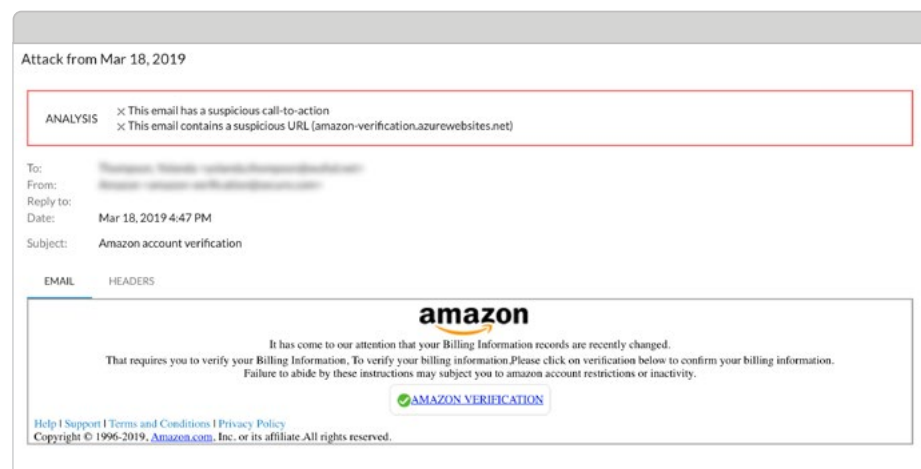 Attack from Mar 18, 2019
ANALYSIS
× This email has a suspicious call-to-action
× This email contains a suspicious URL (amazon-verification.azurewebsites.net)
To:
From:
Reply to:
Date: Mar 18, 2019 4:47 PM
Subject: Amazon account verification
EMAIL HEADERS
amazon
It has come to our attention that your Billing Information records are recently changed.
That requires you to verify your Billing Information, To verify your billing information,Please click on verification below to confirm your billing information.
Failure to abide by these instructions may subject you to amazon account restrictions or inactivity.
AMAZON VERIFICATION
Help I Support I Terms and Conditions I Privacy Policy
Copyright © 1996-2019, Amazon.com, Inc. or its affiliate.All rights reserved.